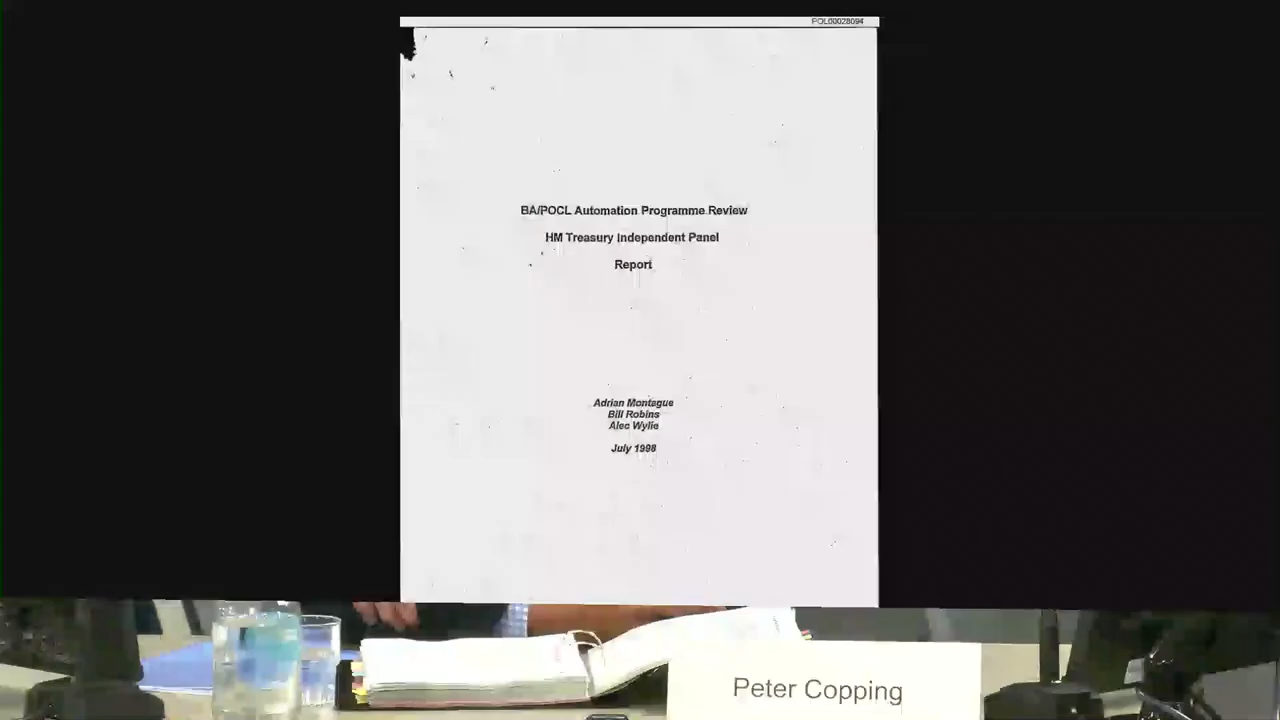 POL00028094
BA/POCL Automation Programme Review
HM Treasury Independent Panel
Report
Adrian Montague
Bill Robins
Alec Wylie
July 1998
Peter Copping